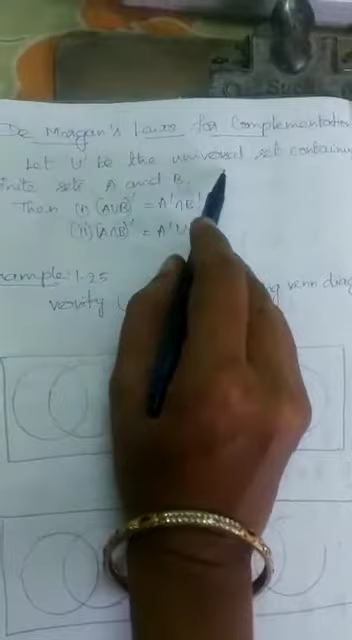 De Morgan's Laws for Complementation
Let U be the universal set containing
finite sets A and B.
Then (i) (AUB)' = A'∩B'
(ii) (A∩B)' = A'U
Example: 1.25
verify venn diag